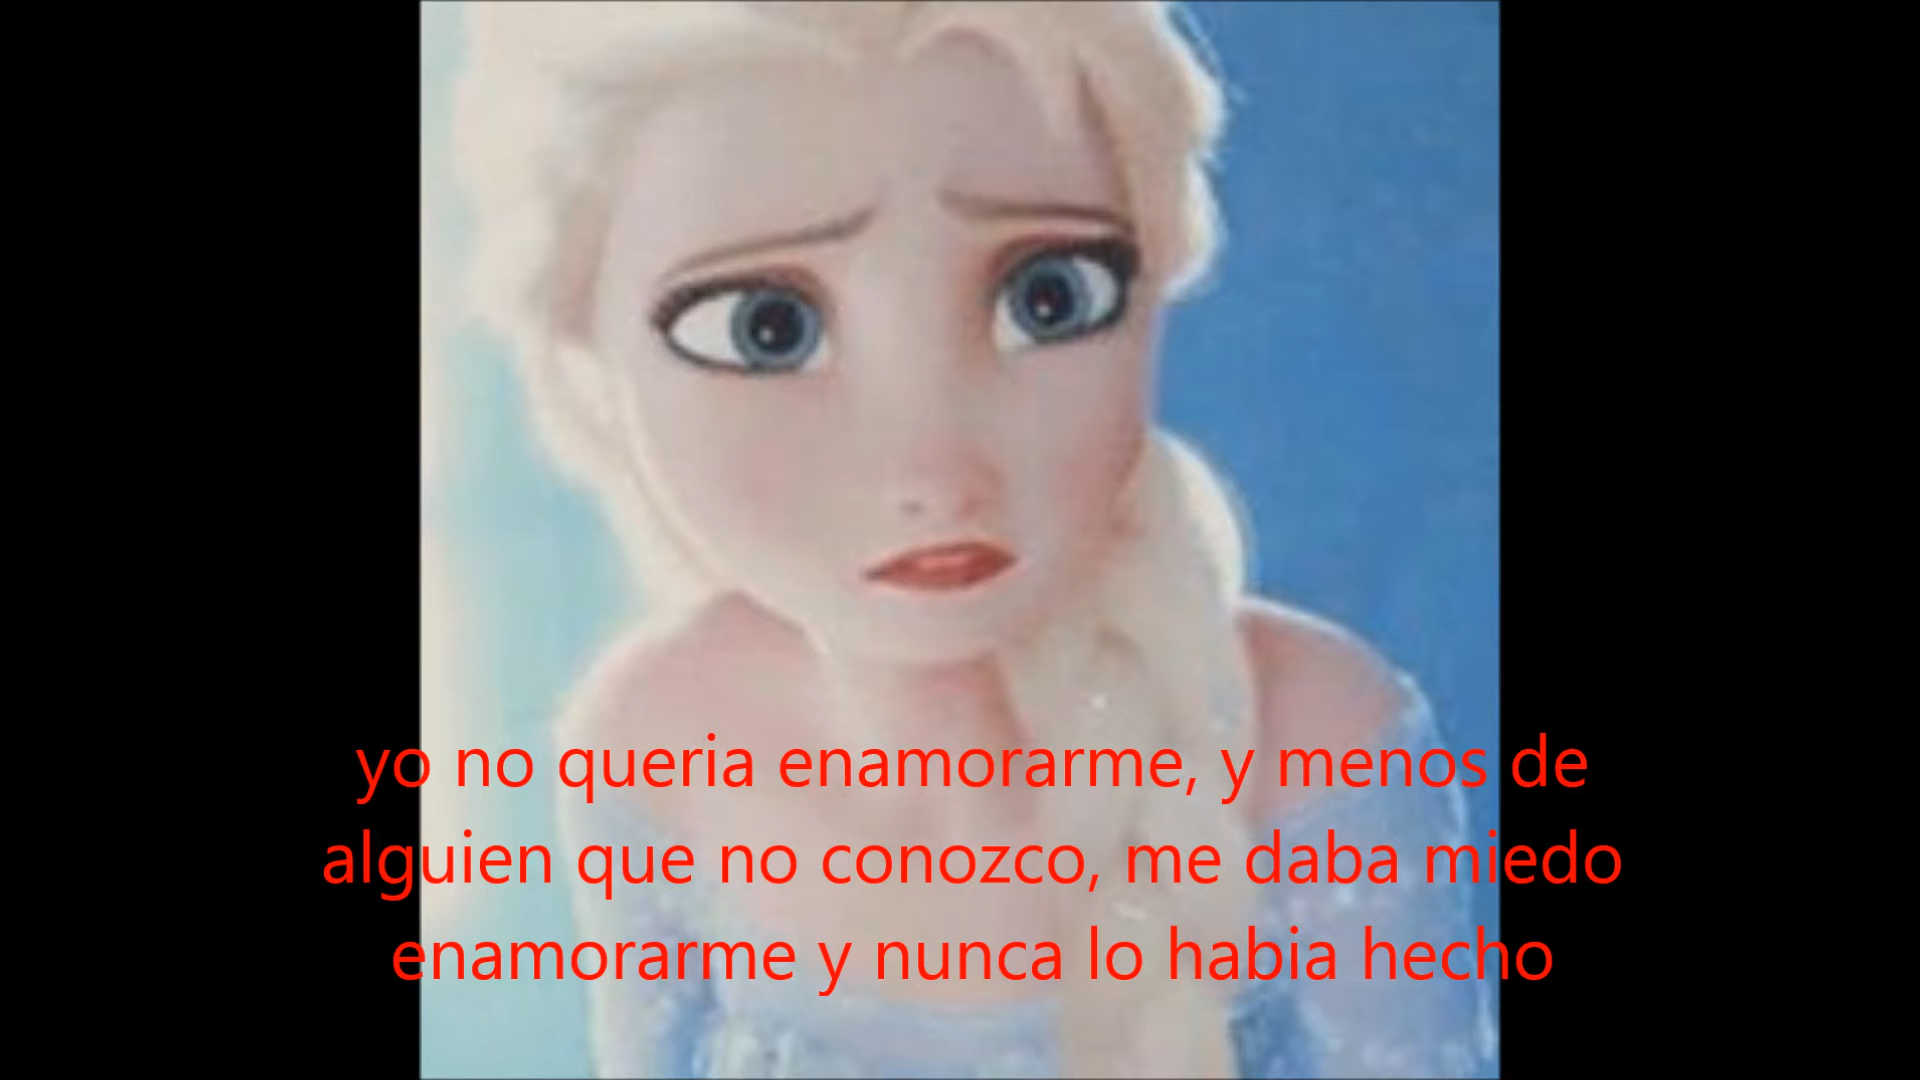 yo no queria enamorarme, y menos de
alguien que no conozco, me daba miedo
enamorarme y nunca lo habia hecho